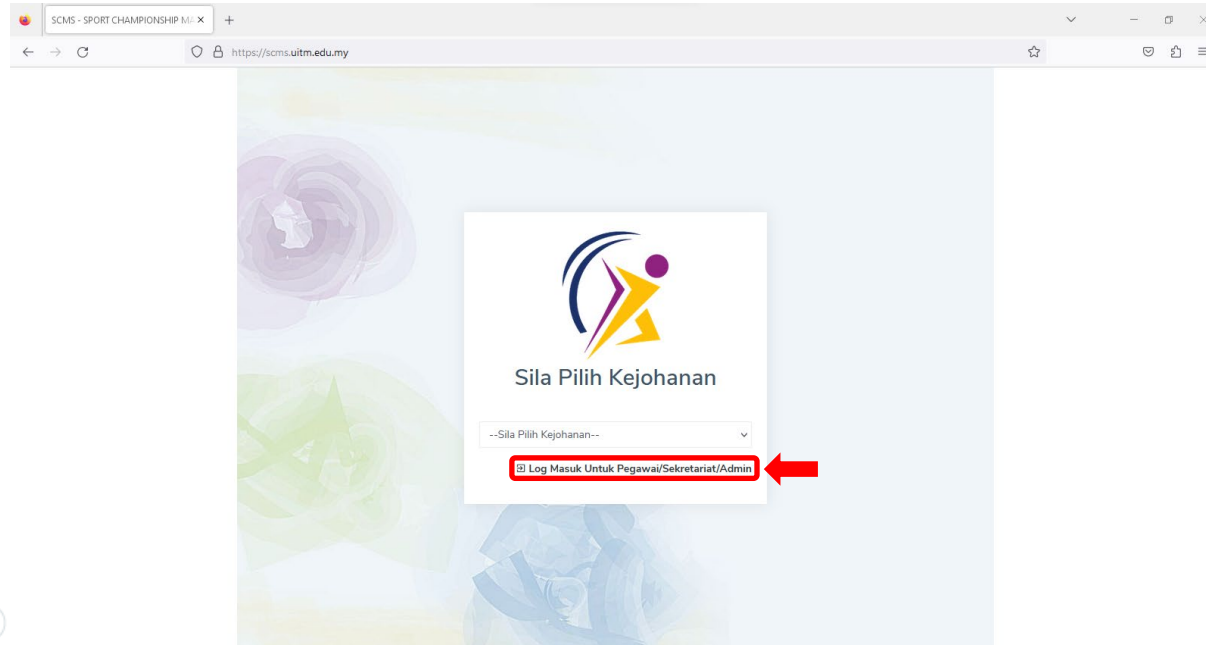 SCMS - SPORT CHAMPIONSHIP MA
https://scms.uitm.edu.my
Sila Pilih Kejohanan
--Sila Pilih Kejohanan--
Log Masuk Untuk Pegawai/Sekretariat/Admin